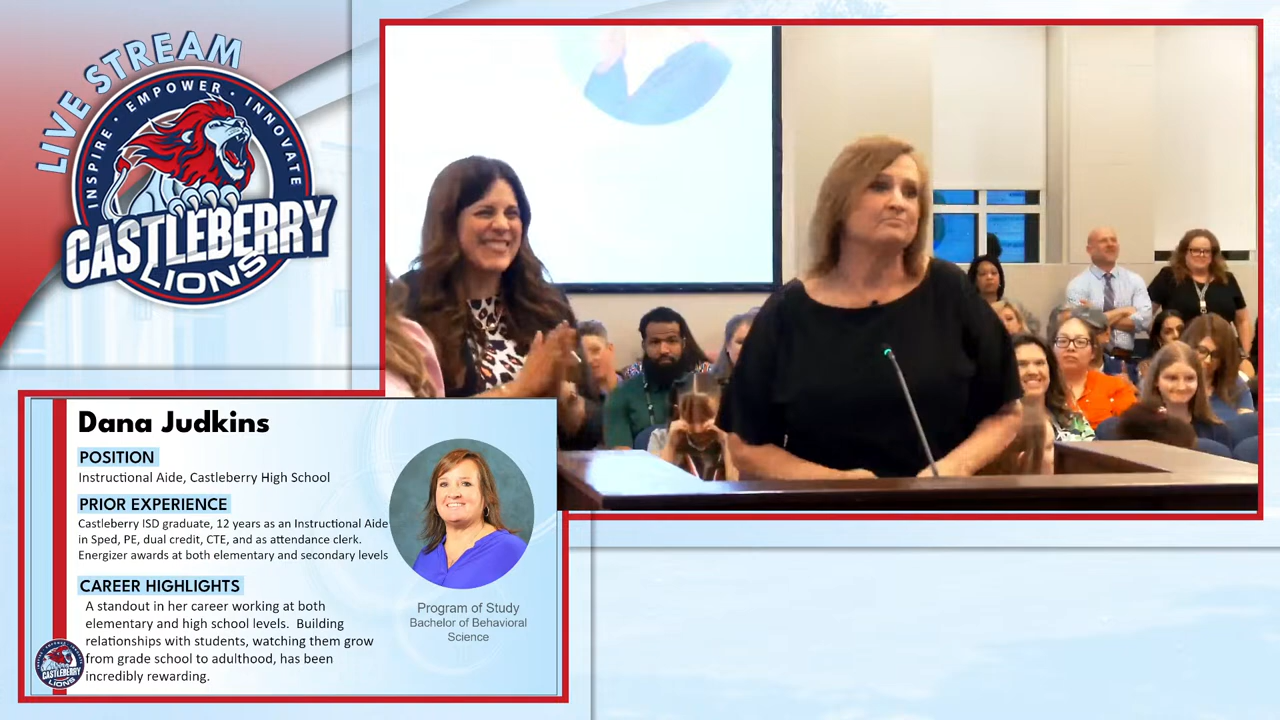 LIVE STREAM
INSPIRE · EMPOWER · INNOVATE
CASTLEBERRY
LIONS
Dana Judkins
POSITION
Instructional Aide, Castleberry High School
PRIOR EXPERIENCE
Castleberry ISD graduate, 12 years as an Instructional Aide
in Sped, PE, dual credit, CTE, and as attendance clerk.
Energizer awards at both elementary and secondary levels
CAREER HIGHLIGHTS
A standout in her career working at both
elementary and high school levels.  Building
relationships with students, watching them grow
from grade school to adulthood, has been
incredibly rewarding.
Program of Study
Bachelor of Behavioral
Science
CASTLEBERRY
LIONS